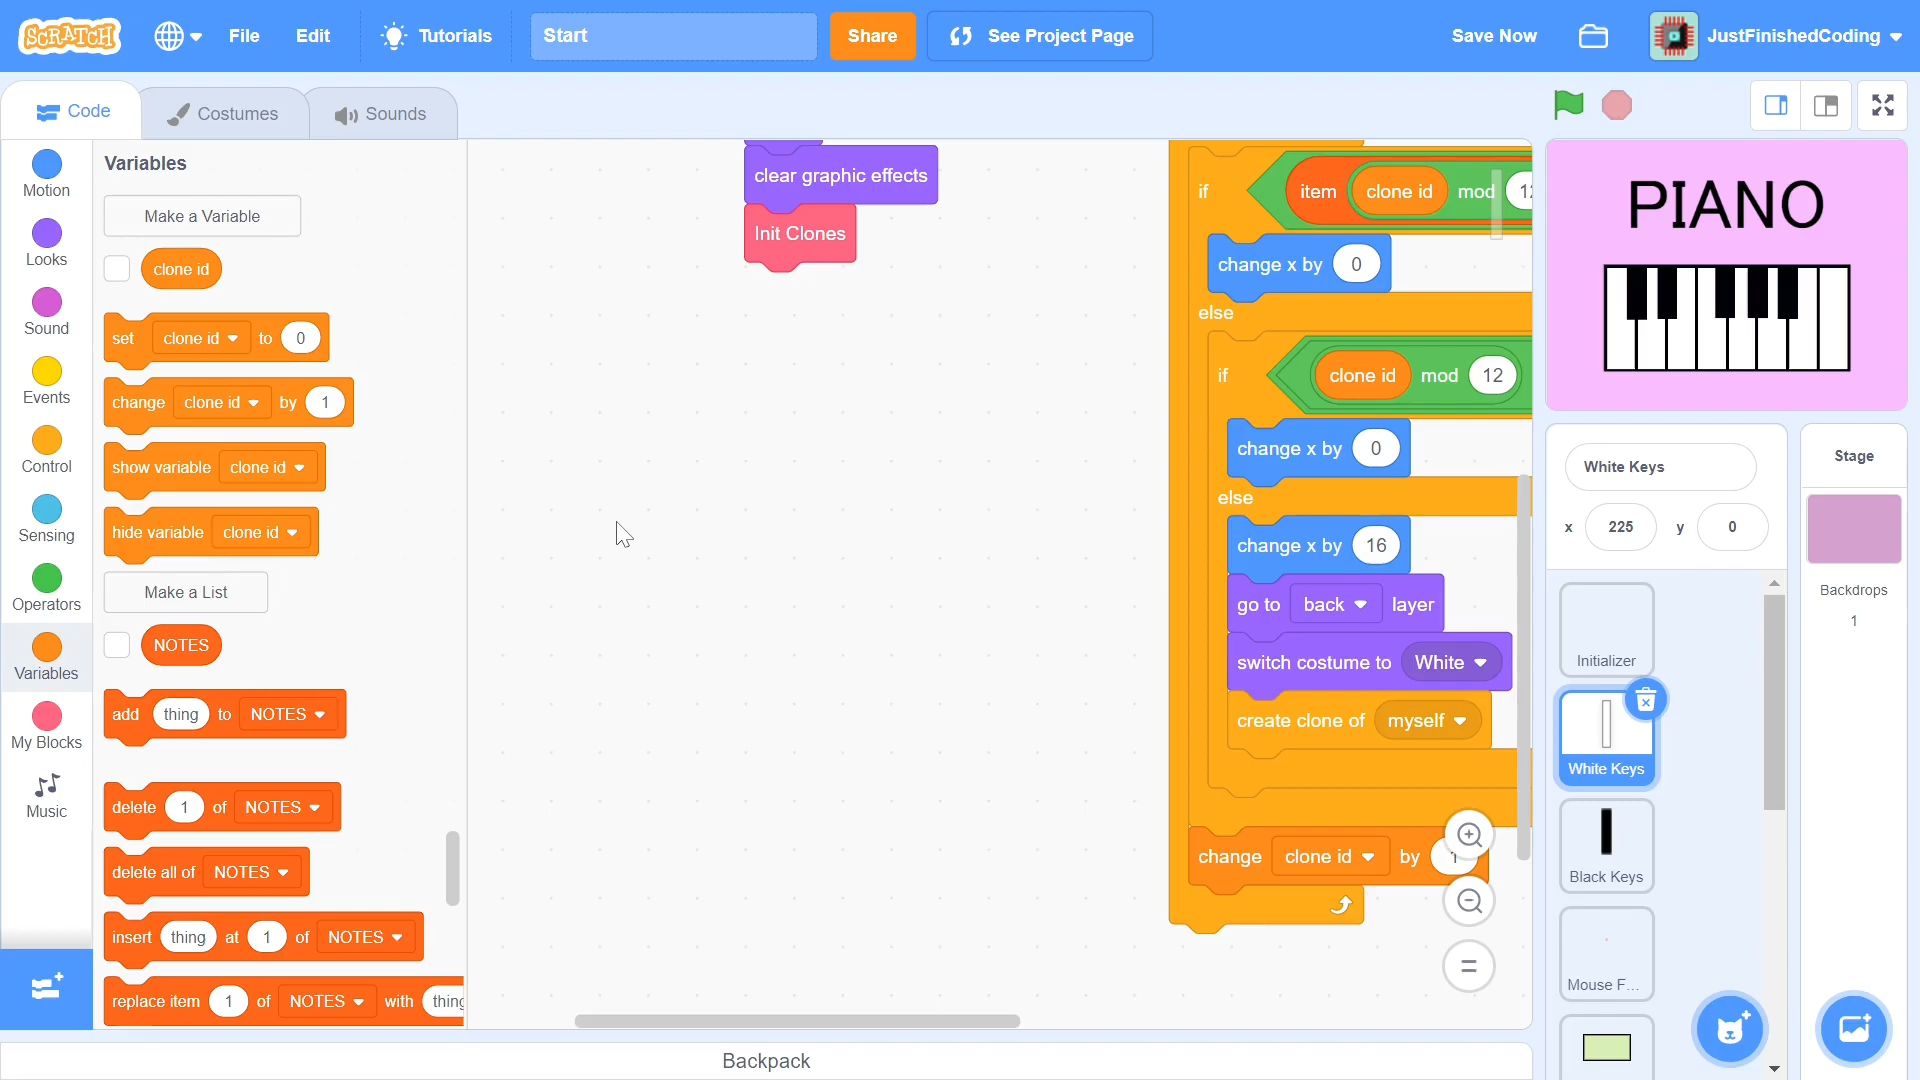 SCRATCH
File
Edit
Tutorials
Start
Share
See Project Page
Save Now
JustFinishedCoding
Code
Costumes
Sounds
Motion
Looks
Sound
Events
Control
Sensing
Operators
Variables
My Blocks
Music
Variables
Make a Variable
clone id
set clone id to 0
change clone id by 1
show variable clone id
hide variable clone id
Make a List
NOTES
add thing to NOTES
delete 1 of NOTES
delete all of NOTES
insert thing at 1 of NOTES
replace item 1 of NOTES with thing
clear graphic effects
Init Clones
if item clone id mod 12
change x by 0
else
if clone id mod 12
change x by 0
else
change x by 16
go to back layer
switch costume to White
create clone of myself
change clone id by 1
PIANO
White Keys
x 225 y 0
Initializer
White Keys
Black Keys
Mouse F...
Stage
Backdrops
1
Backpack